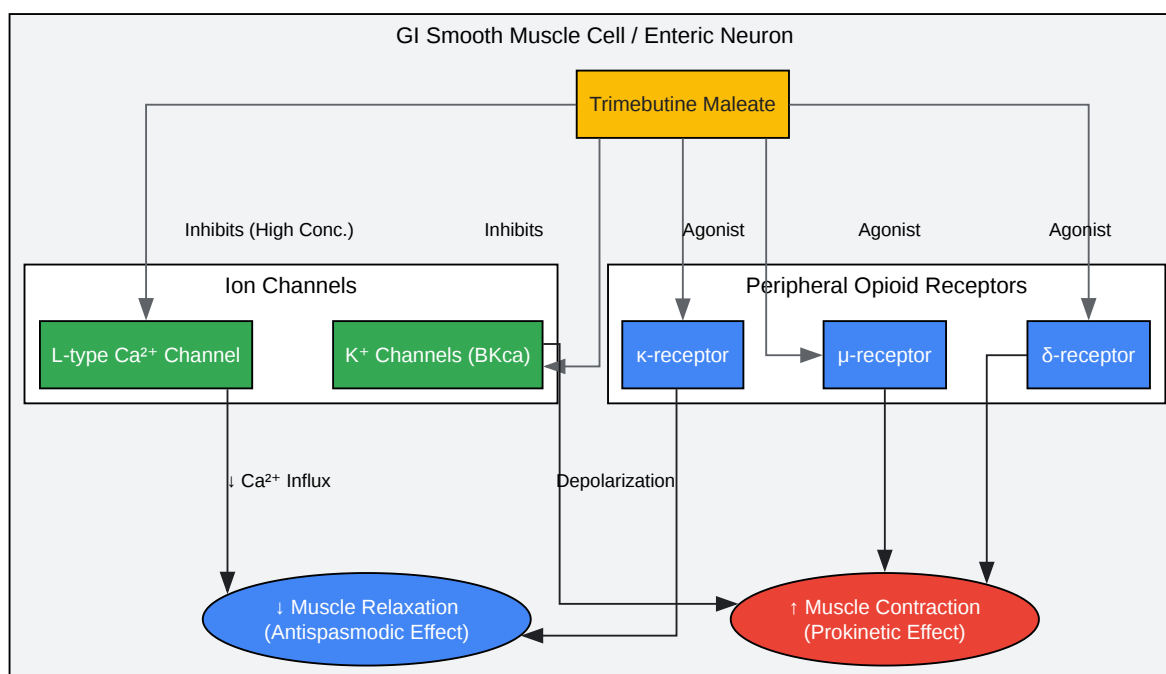 GI Smooth Muscle Cell / Enteric Neuron
Trimebutine Maleate
Inhibits (High Conc.)
Inhibits
Agonist
Agonist
Agonist
Ion Channels
Peripheral Opioid Receptors
L-type Ca²⁺ Channel
K⁺ Channels (BKca)
κ-receptor
μ-receptor
δ-receptor
↓ Ca²⁺ Influx
Depolarization
↓ Muscle Relaxation
(Antispasmodic Effect)
↑ Muscle Contraction
(Prokinetic Effect)